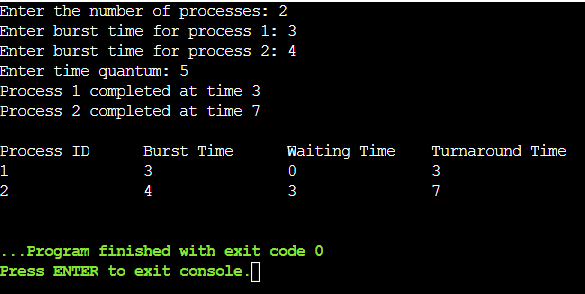 Enter the number of processes: 2
Enter burst time for process 1: 3
Enter burst time for process 2: 4
Enter time quantum: 5
Process 1 completed at time 3
Process 2 completed at time 7
Process ID Burst Time Waiting Time Turnaround Time
1 3 0 3
2 4 3 7
...Program finished with exit code 0
Press ENTER to exit console.